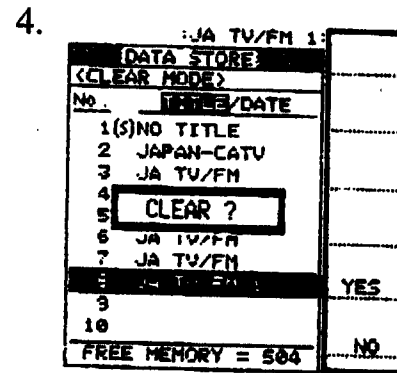 4.
:JA TV/FM 1:
DATA STORE
<CLEAR MODE>
No. TITLE/DATE
1(S)NO TITLE
2 JAPAN-CATV
3 JA TV/FM
4
5
CLEAR ?
6 JA TV/FM
7 JA TV/FM
8
9
10
FREE MEMORY = 504
YES
NO